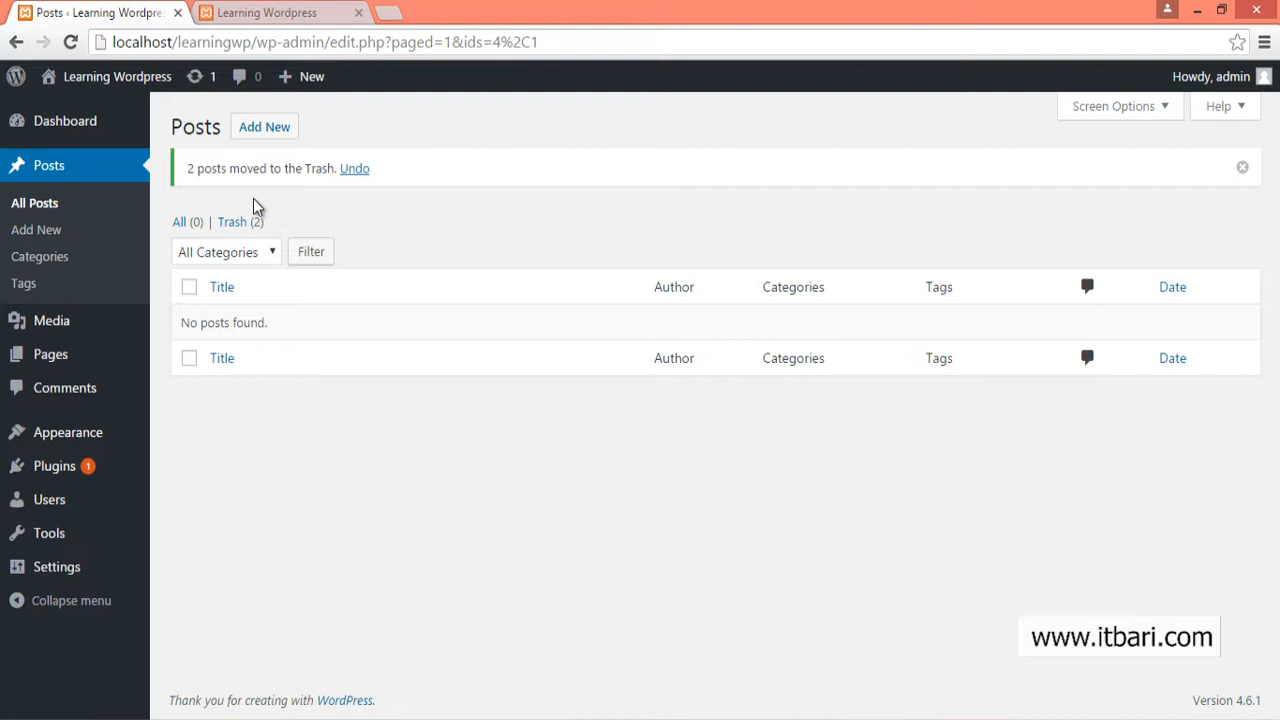 Posts ‹ Learning Wordpre
Learning Wordpress
localhost/learningwp/wp-admin/edit.php?paged=1&ids=4%2C1
Learning Wordpress 1 0 New Howdy, admin
Screen Options Help
Dashboard
Posts
All Posts
Add New
Categories
Tags
Media
Pages
Comments
Appearance
Plugins 1
Users
Tools
Settings
Collapse menu
Posts Add New
2 posts moved to the Trash. Undo
All (0) | Trash (2)
All Categories Filter
Title Author Categories Tags Date
No posts found.
Title Author Categories Tags Date
www.itbari.com
Thank you for creating with WordPress. Version 4.6.1